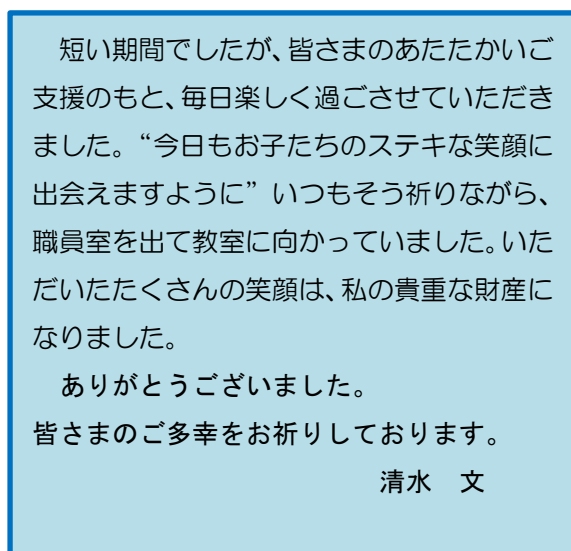 短い期間でしたが、皆さまのあたたかいご
支援のもと、毎日楽しく過ごさせていただき
ました。“今日もお子たちのステキな笑顔に
出会えますように”いつもそう祈りながら、
職員室を出て教室に向かっていました。いた
だいたたくさんの笑顔は、私の貴重な財産に
なりました。
　ありがとうございました。
皆さまのご多幸をお祈りしております。
清水　文